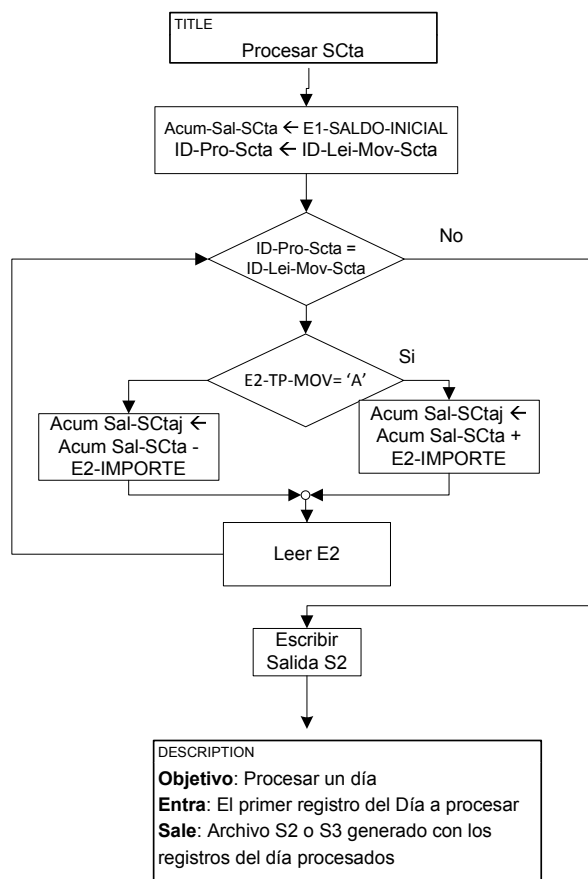 TITLE
Procesar SCta
Acum-Sal-SCta ← E1-SALDO-INICIAL
ID-Pro-Scta ← ID-Lei-Mov-Scta
ID-Pro-Scta =
ID-Lei-Mov-Scta
No
E2-TP-MOV= ‘A’
Si
Acum Sal-SCtaj ←
Acum Sal-SCta -
E2-IMPORTE
Acum Sal-SCtaj ←
Acum Sal-SCta +
E2-IMPORTE
Leer E2
Escribir
Salida S2
DESCRIPTION
Objetivo: Procesar un día
Entra: El primer registro del Día a procesar
Sale: Archivo S2 o S3 generado con los
registros del día procesados